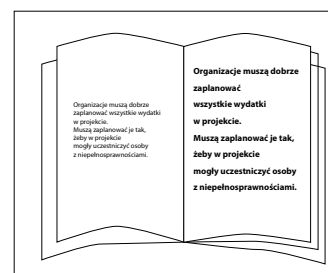 Organizacje muszą dobrze
zaplanować wszystkie wydatki
w projekcie.
Muszą zaplanować je tak,
żeby w projekcie
mogły uczestniczyć osoby
z niepełnosprawnościami.
Organizacje muszą dobrze
zaplanować
wszystkie wydatki
w projekcie.
Muszą zaplanować je tak,
żeby w projekcie
mogły uczestniczyć osoby
z niepełnosprawnościami.